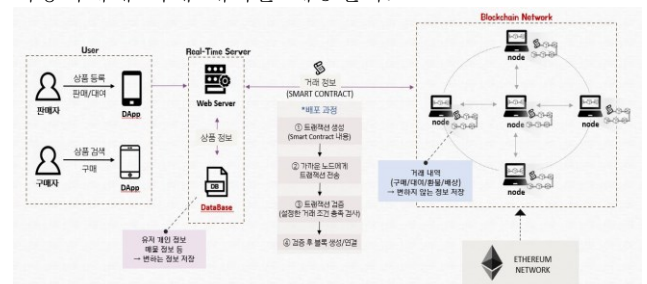 User
상품 등록
판매/대여
판매자
DApp
상품 검색
구매
구매자
DApp
Real-Time Server
Web Server
상품 정보
DB
DataBase
유저 개인 정보
매물 정보 등
→ 변하는 정보 저장
거래 정보
(SMART CONTRACT)
*배포 과정
① 트랜잭션 생성
(Smart Contract 내용)
② 가까운 노드에게
트랜잭션 전송
③ 트랜잭션 검증
(설정한 거래 조건 충족 검사)
④ 검증 후 블록 생성/연결
Blockchain Network
node
node
node
node
node
거래 내역
(구매/대여/환불/배상)
→ 변하지 않는 정보 저장
ETHEREUM
NETWORK